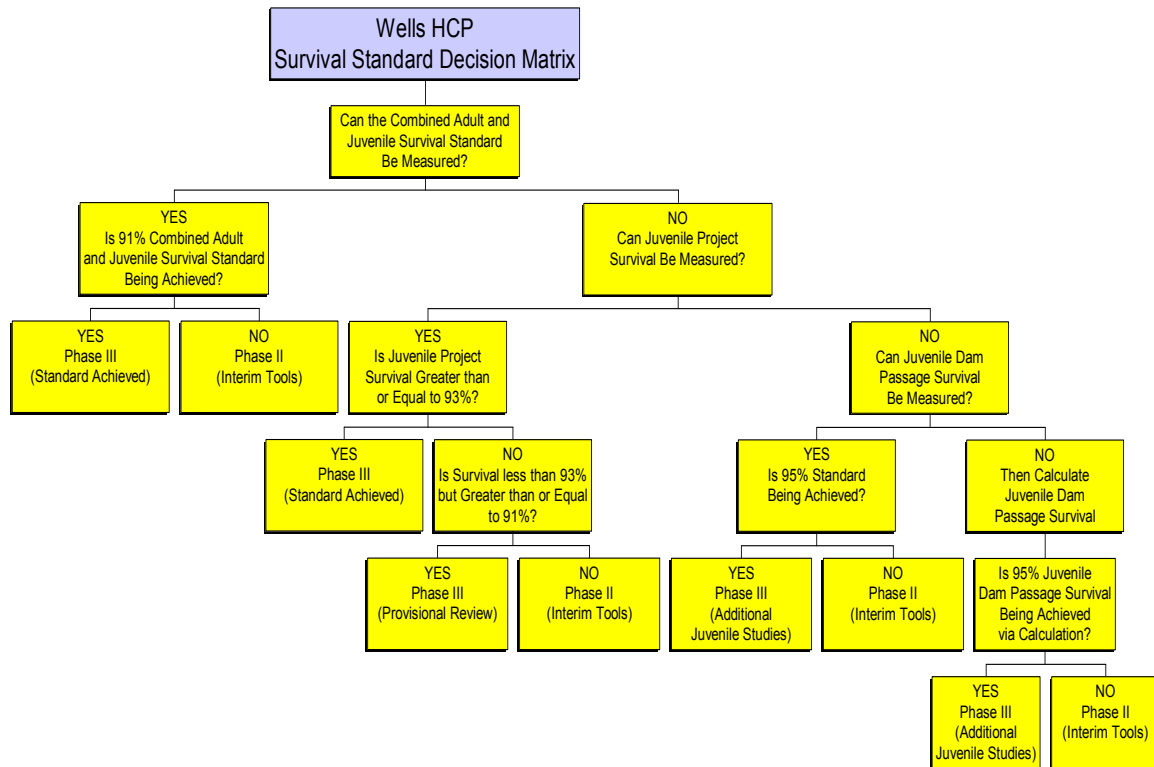 Wells HCP
Survival Standard Decision Matrix
Can the Combined Adult and
Juvenile Survival Standard
Be Measured?
YES
Is 91% Combined Adult
and Juvenile Survival Standard
Being Achieved?
NO
Can Juvenile Project
Survival Be Measured?
YES
Phase III
(Standard Achieved)
NO
Phase II
(Interim Tools)
YES
Is Juvenile Project
Survival Greater than
or Equal to 93%?
NO
Can Juvenile Dam
Passage Survival
Be Measured?
YES
Phase III
(Standard Achieved)
NO
Is Survival less than 93%
but Greater than or Equal
to 91%?
YES
Is 95% Standard
Being Achieved?
NO
Then Calculate
Juvenile Dam
Passage Survival
YES
Phase III
(Provisional Review)
NO
Phase II
(Interim Tools)
YES
Phase III
(Additional
Juvenile Studies)
NO
Phase II
(Interim Tools)
Is 95% Juvenile
Dam Passage Survival
Being Achieved
via Calculation?
YES
Phase III
(Additional
Juvenile Studies)
NO
Phase II
(Interim Tools)